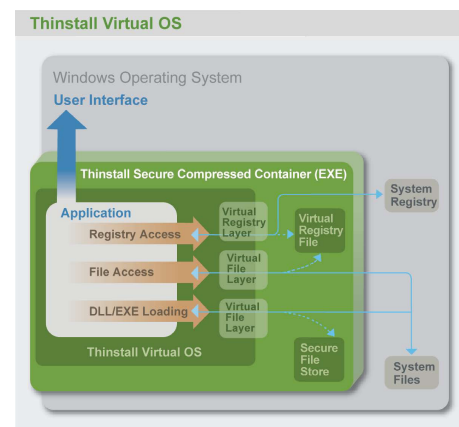 Thinstall Virtual OS
Windows Operating System
User Interface
Thinstall Secure Compressed Container (EXE)
Application
Registry Access
File Access
DLL/EXE Loading
Virtual
Registry
Layer
Virtual
File
Layer
Virtual
File
Layer
Virtual
Registry
File
Secure
File
Store
Thinstall Virtual OS
System
Registry
System
Files